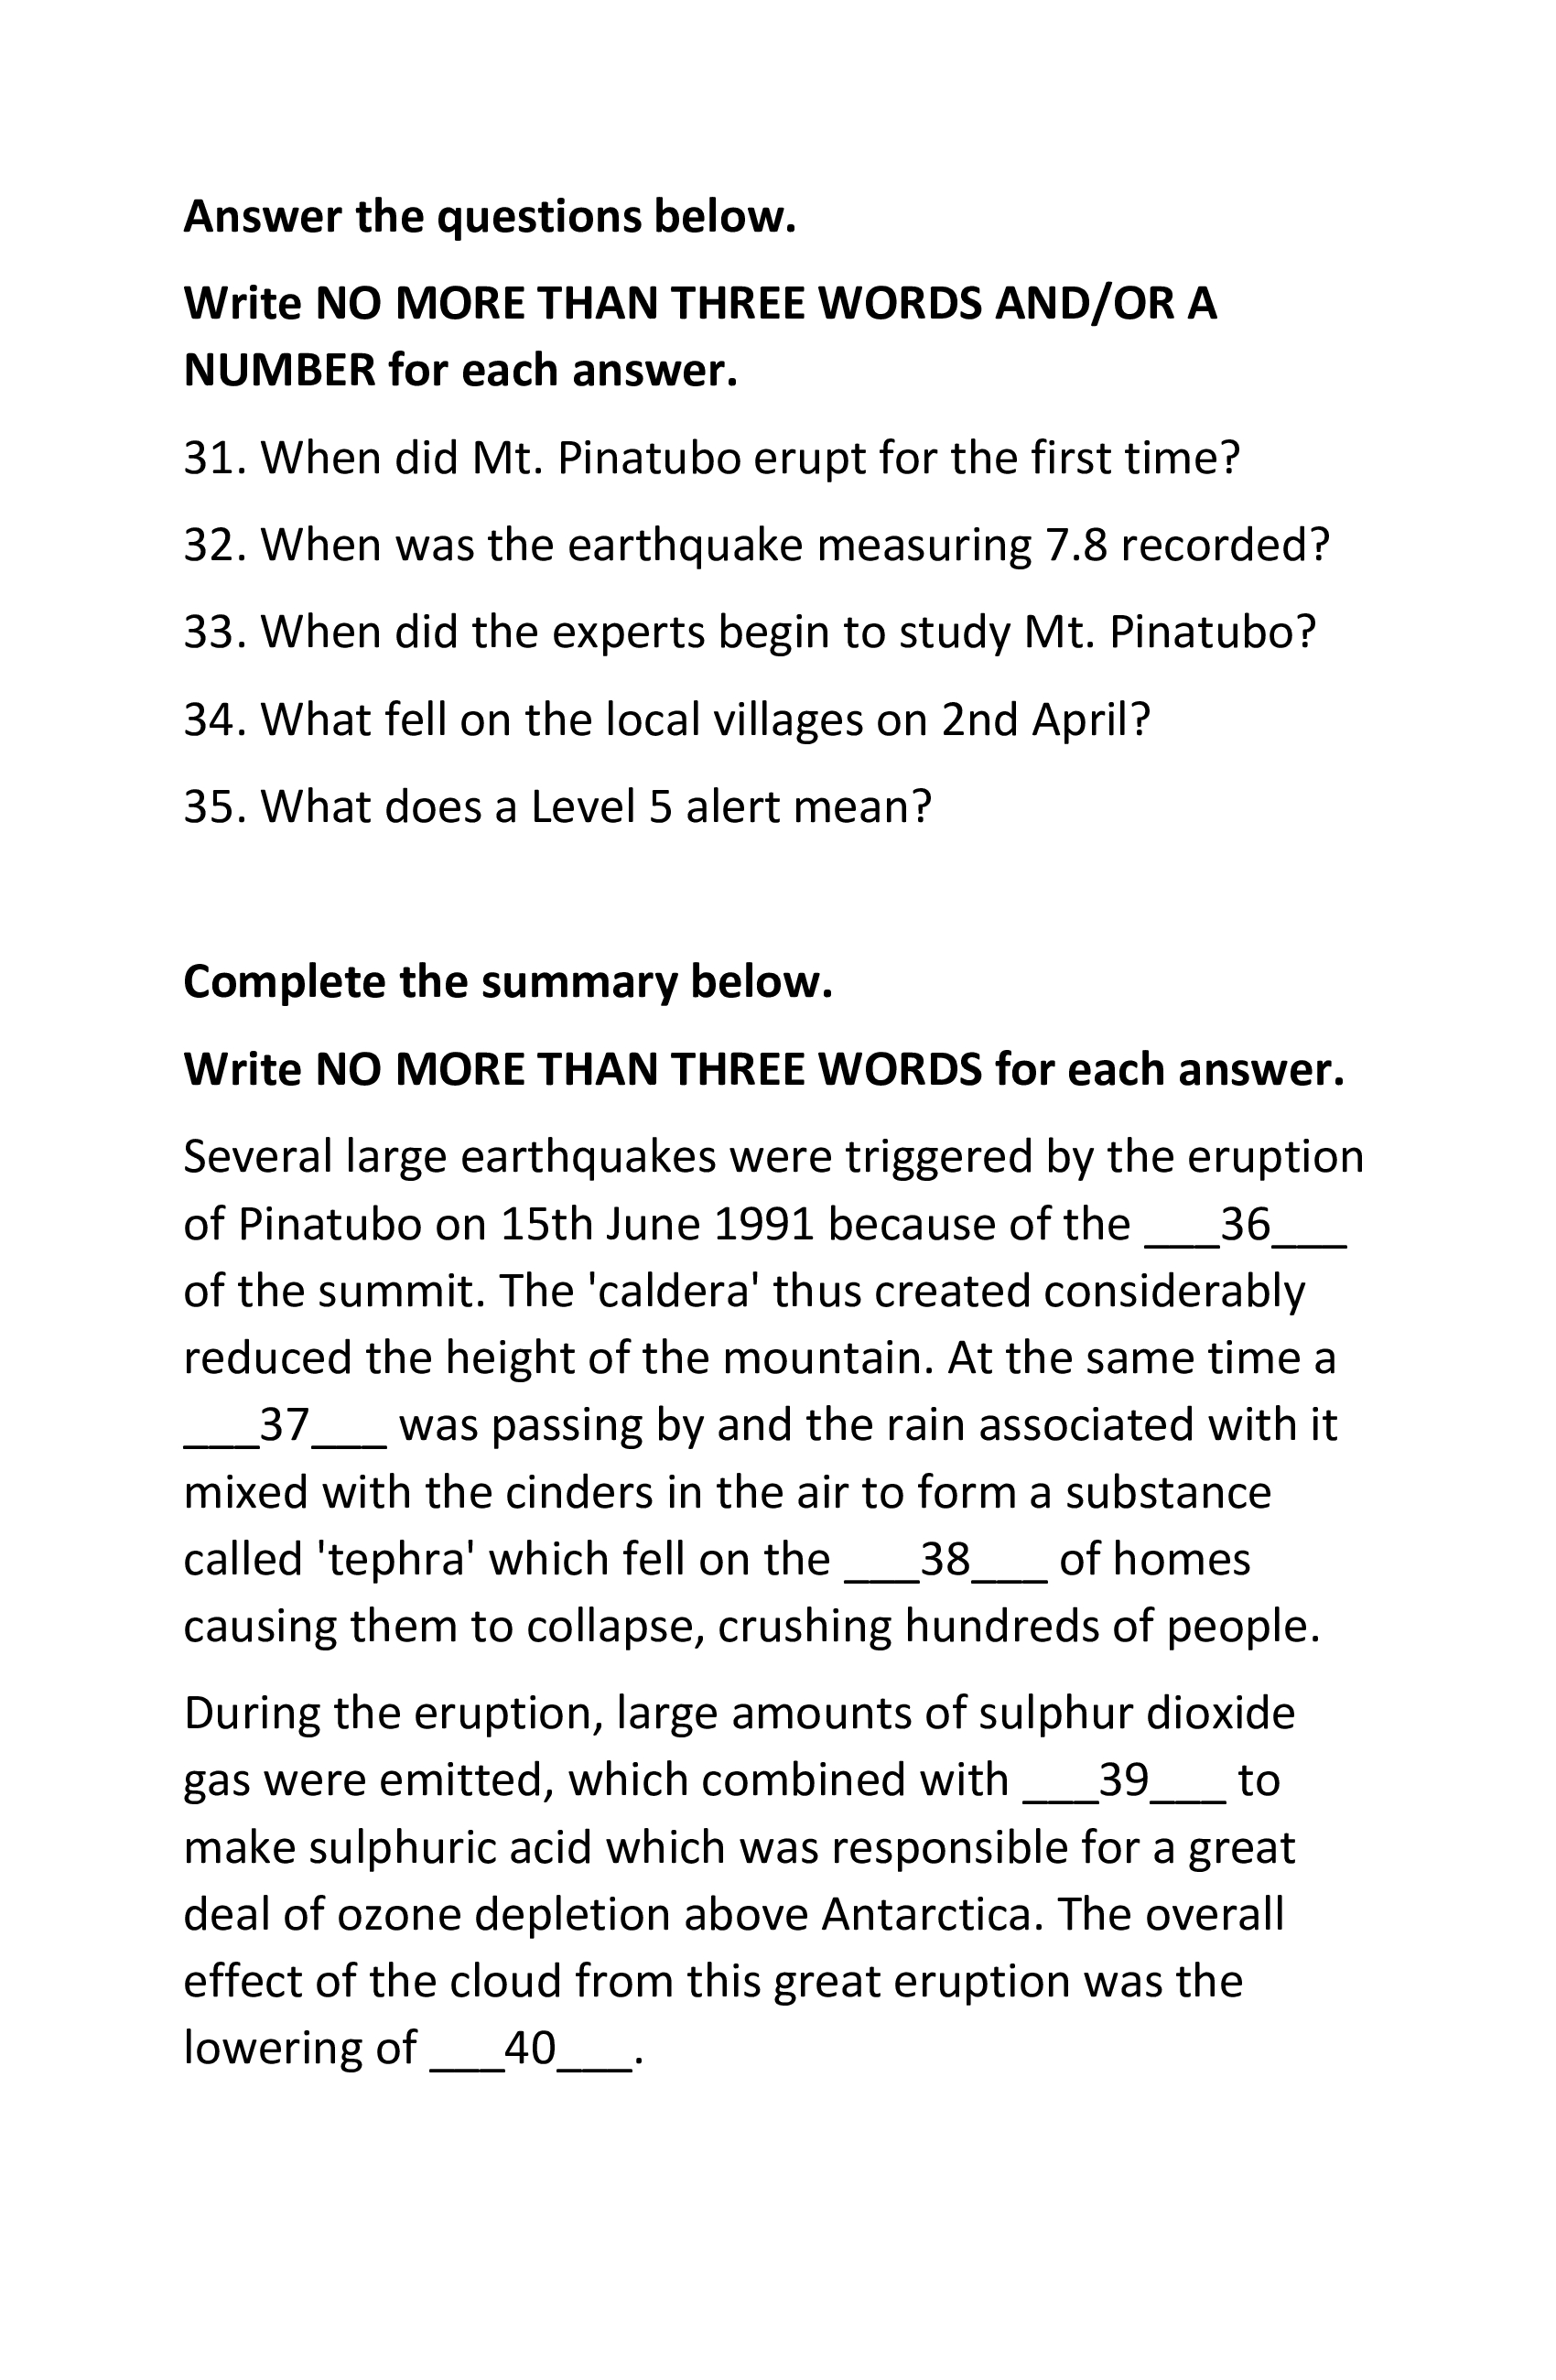 Answer the questions below.
Write NO MORE THAN THREE WORDS AND/OR A
NUMBER for each answer.
31. When did Mt. Pinatubo erupt for the first time?
32. When was the earthquake measuring 7.8 recorded?
33. When did the experts begin to study Mt. Pinatubo?
34. What fell on the local villages on 2nd April?
35. What does a Level 5 alert mean?
Complete the summary below.
Write NO MORE THAN THREE WORDS for each answer.
Several large earthquakes were triggered by the eruption
of Pinatubo on 15th June 1991 because of the ___36___
of the summit. The 'caldera' thus created considerably
reduced the height of the mountain. At the same time a
___37___ was passing by and the rain associated with it
mixed with the cinders in the air to form a substance
called 'tephra' which fell on the ___38___ of homes
causing them to collapse, crushing hundreds of people.
During the eruption, large amounts of sulphur dioxide
gas were emitted, which combined with ___39___ to
make sulphuric acid which was responsible for a great
deal of ozone depletion above Antarctica. The overall
effect of the cloud from this great eruption was the
lowering of ___40___.